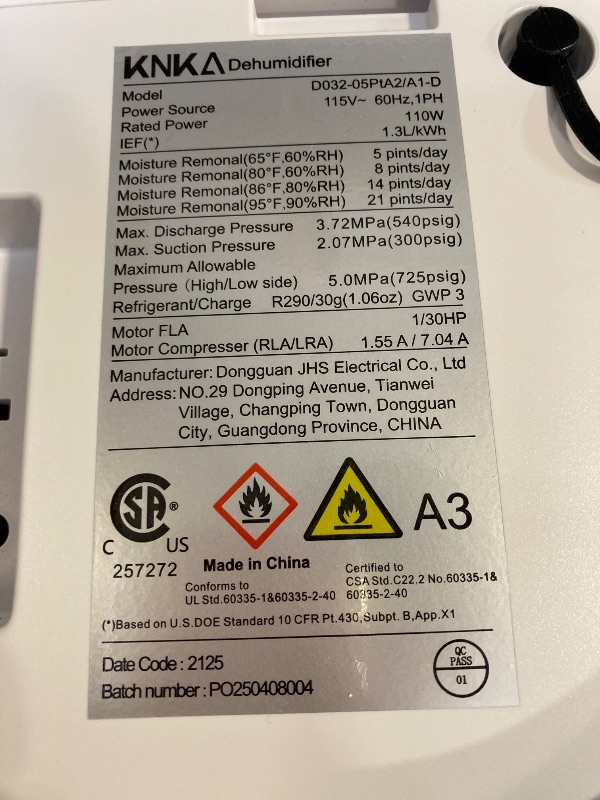 KNKA Dehumidifier
Model D032-05PtA2/A1-D
Power Source 115V~ 60Hz,1PH
Rated Power 110W
IEF(*) 1.3L/kWh
Moisture Remonal(65°F,60%RH) 5 pints/day
Moisture Remonal(80°F,60%RH) 8 pints/day
Moisture Remonal(86°F,80%RH) 14 pints/day
Moisture Remonal(95°F,90%RH) 21 pints/day
Max. Discharge Pressure 3.72MPa(540psig)
Max. Suction Pressure 2.07MPa(300psig)
Maximum Allowable
Pressure (High/Low side) 5.0MPa(725psig)
Refrigerant/Charge R290/30g(1.06oz) GWP 3
Motor FLA 1/30HP
Motor Compresser (RLA/LRA) 1.55 A / 7.04 A
Manufacturer: Dongguan JHS Electrical Co., Ltd
Address: NO.29 Dongping Avenue, Tianwei
Village, Changping Town, Dongguan
City, Guangdong Province, CHINA
CSA®
C US
257272
A3
Made in China
Conforms to
UL Std.60335-1&60335-2-40
Certified to
CSA Std.C22.2 No.60335-1&
60335-2-40
(*)Based on U.S.DOE Standard 10 CFR Pt.430,Subpt. B,App.X1
Date Code : 2125
Batch number : PO250408004
QC
PASS
01